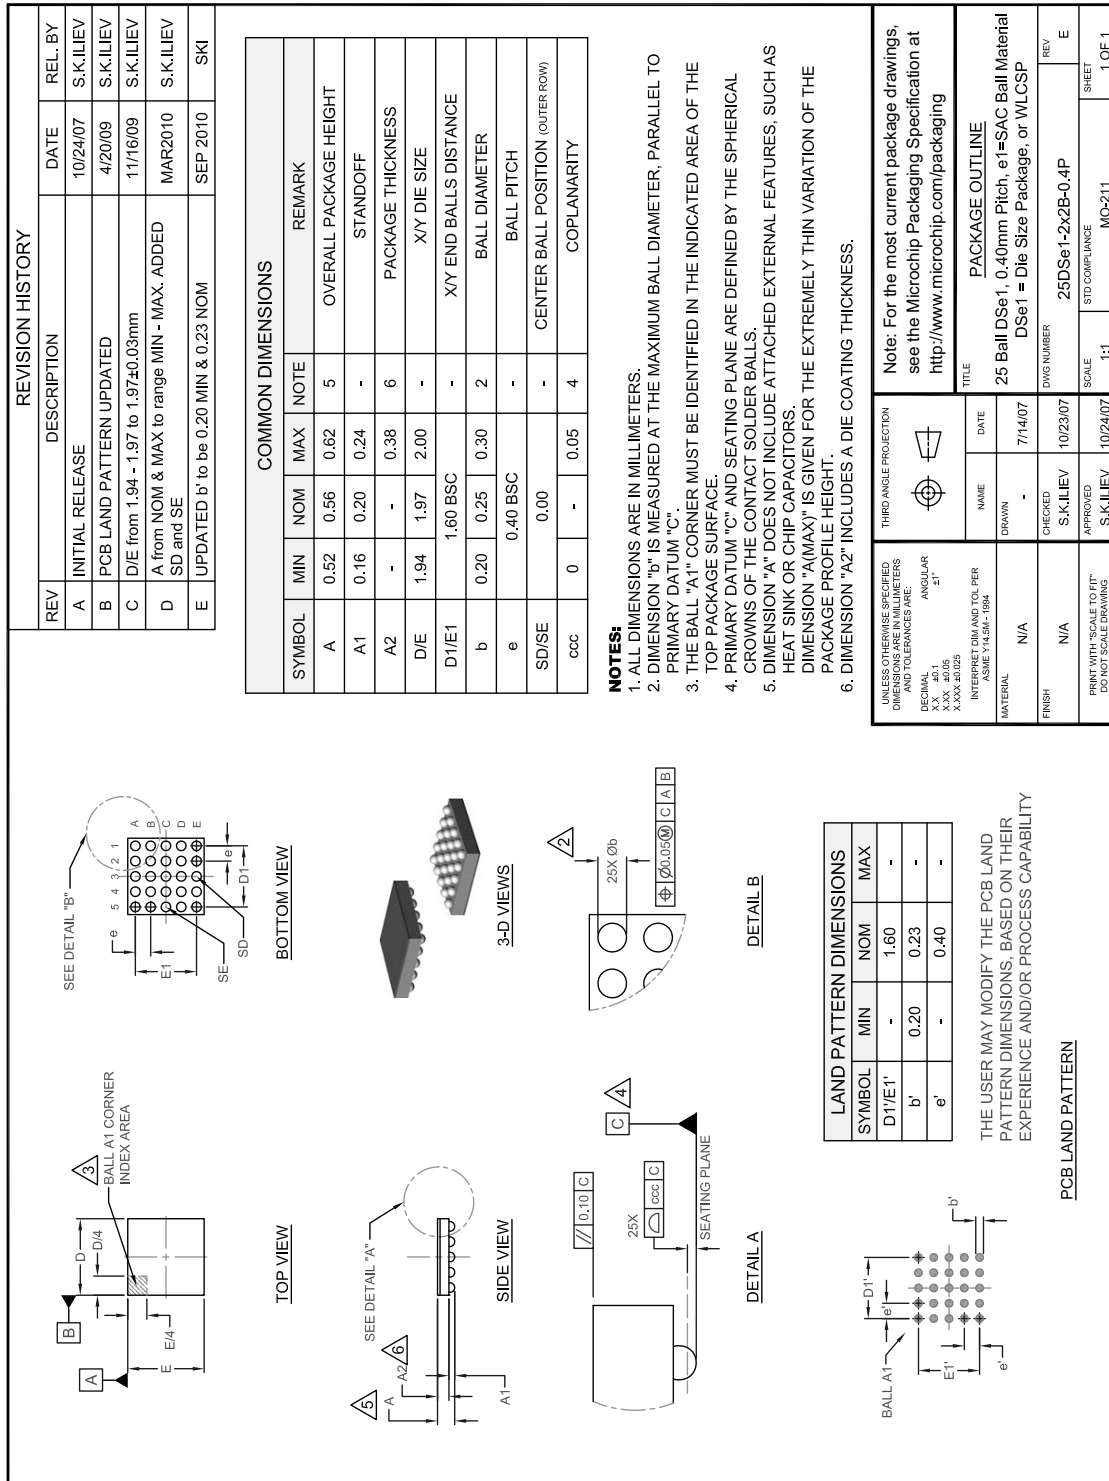 REVISION HISTORY
REV DESCRIPTION DATE REL. BY
A INITIAL RELEASE 10/24/07 S.K.ILIEV
B PCB LAND PATTERN UPDATED 4/20/09 S.K.ILIEV
C D/E from 1.94 - 1.97 to 1.97±0.03mm 11/16/09 S.K.ILIEV
D A from NOM & MAX to range MIN - MAX. ADDED SD and SE MAR2010 S.K.ILIEV
E UPDATED b' to be 0.20 MIN & 0.23 NOM SEP 2010 SKI
COMMON DIMENSIONS
SYMBOL MIN NOM MAX NOTE REMARK
A 0.52 0.56 0.62 5 OVERALL PACKAGE HEIGHT
A1 0.16 0.20 0.24 - STANDOFF
A2 - - 0.38 6 PACKAGE THICKNESS
D/E 1.94 1.97 2.00 - X/Y DIE SIZE
D1/E1 1.60 BSC - X/Y END BALLS DISTANCE
b 0.20 0.25 0.30 2 BALL DIAMETER
e 0.40 BSC - BALL PITCH
SD/SE 0.00 - CENTER BALL POSITION (OUTER ROW)
ccc 0 - 0.05 4 COPLANARITY
NOTES:
1. ALL DIMENSIONS ARE IN MILLIMETERS.
2. DIMENSION "b" IS MEASURED AT THE MAXIMUM BALL DIAMETER, PARALLEL TO
PRIMARY DATUM "C".
3. THE BALL "A1" CORNER MUST BE IDENTIFIED IN THE INDICATED AREA OF THE
TOP PACKAGE SURFACE.
4. PRIMARY DATUM "C" AND SEATING PLANE ARE DEFINED BY THE SPHERICAL
CROWNS OF THE CONTACT SOLDER BALLS.
5. DIMENSION "A" DOES NOT INCLUDE ATTACHED EXTERNAL FEATURES, SUCH AS
HEAT SINK OR CHIP CAPACITORS.
DIMENSION "A(MAX)" IS GIVEN FOR THE EXTREMELY THIN VARIATION OF THE
PACKAGE PROFILE HEIGHT.
6. DIMENSION "A2" INCLUDES A DIE COATING THICKNESS.
A
B
D
D/4
E/4
E
3
BALL A1 CORNER
INDEX AREA
TOP VIEW
SEE DETAIL "B"
5 4 3 2 1
A
B
C
D
E
e
E1
SE
SD
e
D1
BOTTOM VIEW
5
A
6
A2
A1
SEE DETAIL "A"
SIDE VIEW
3-D VIEWS
// 0.10 C
25X
ccc C
C
4
SEATING PLANE
DETAIL A
2
25X Øb
Ø0.05 M C A B
DETAIL B
BALL A1
D1'
e'
E1'
e'
b'
LAND PATTERN DIMENSIONS
SYMBOL MIN NOM MAX
D1'/E1' - 1.60 -
b' 0.20 0.23 -
e' - 0.40 -
THE USER MAY MODIFY THE PCB LAND
PATTERN DIMENSIONS, BASED ON THEIR
EXPERIENCE AND/OR PROCESS CAPABILITY
PCB LAND PATTERN
UNLESS OTHERWISE SPECIFIED
DIMENSIONS ARE IN MILLIMETERS
AND TOLERANCES ARE:
DECIMAL ANGULAR
X.X ±0.1 ±1°
X.XX ±0.05
X.XXX ±0.025
INTERPRET DIM AND TOL PER
ASME Y14.5M - 1994
MATERIAL
N/A
FINISH
N/A
PRINT WITH "SCALE TO FIT"
DO NOT SCALE DRAWING
THIRD ANGLE PROJECTION
NAME DATE
DRAWN
- 7/14/07
CHECKED
S.K.ILIEV 10/23/07
APPROVED
S.K.ILIEV 10/24/07
Note: For the most current package drawings,
see the Microchip Packaging Specification at
http://www.microchip.com/packaging
TITLE
PACKAGE OUTLINE
25 Ball DSe1, 0.40mm Pitch, e1=SAC Ball Material
DSe1 = Die Size Package, or WLCSP
DWG NUMBER
25DSe1-2x2B-0.4P
REV
E
SCALE
1:1
STD COMPLIANCE
MO-211
SHEET
1 OF 1